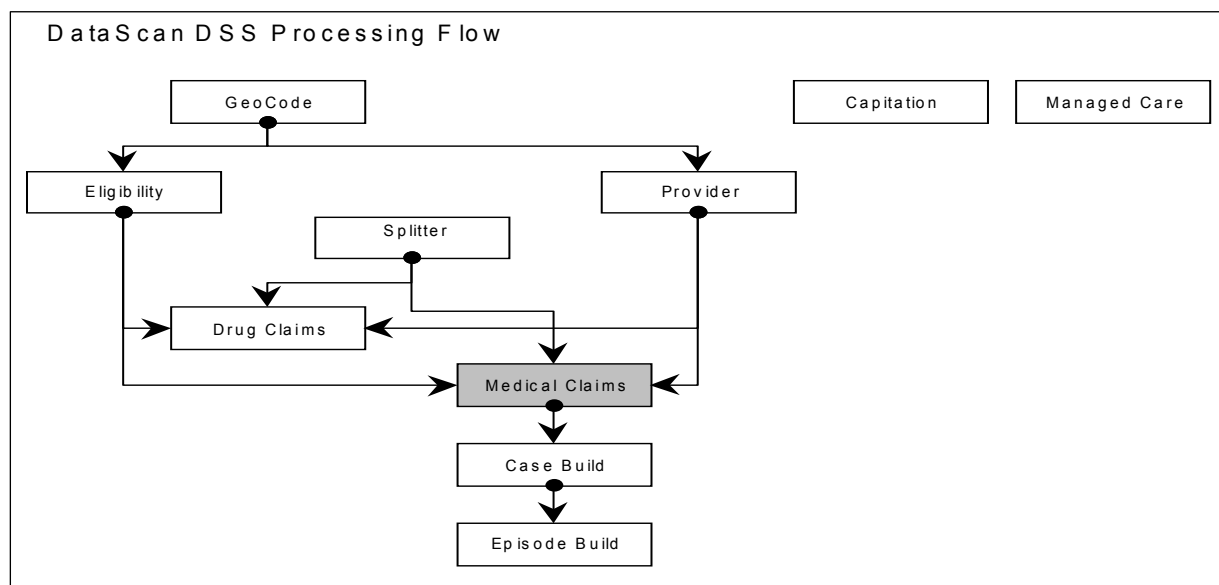 DataScan DSS Processing Flow
GeoCode
Capitation
Managed Care
Eligibility
Provider
Splitter
Drug Claims
Medical Claims
Case Build
Episode Build